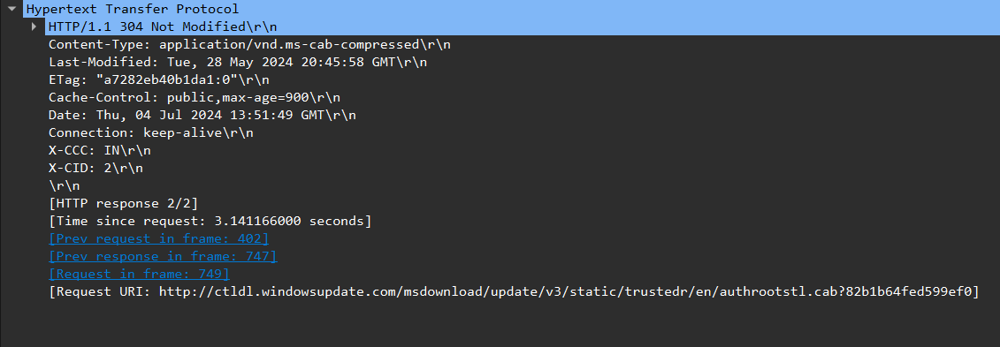 Hypertext Transfer Protocol
HTTP/1.1 304 Not Modified\r\n
Content-Type: application/vnd.ms-cab-compressed\r\n
Last-Modified: Tue, 28 May 2024 20:45:58 GMT\r\n
ETag: "a7282eb40b1da1:0"\r\n
Cache-Control: public,max-age=900\r\n
Date: Thu, 04 Jul 2024 13:51:49 GMT\r\n
Connection: keep-alive\r\n
X-CCC: IN\r\n
X-CID: 2\r\n
\r\n
[HTTP response 2/2]
[Time since request: 3.141166000 seconds]
[Prev request in frame: 402]
[Prev response in frame: 747]
[Request in frame: 749]
[Request URI: http://ctldl.windowsupdate.com/msdownload/update/v3/static/trustedr/en/authrootstl.cab?82b1b64fed599ef0]